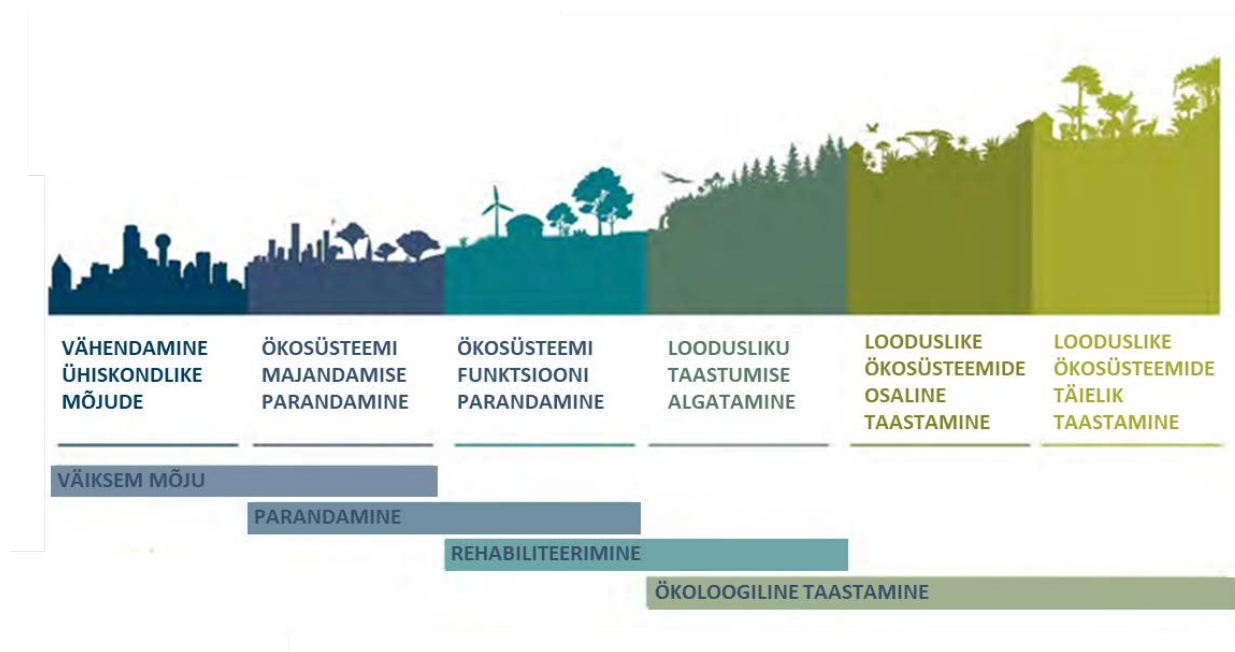 VÄHENDAMINE
ÜHISKONDLIKE
MÕJUDE
ÖKOSÜSTEEMI
MAJANDAMISE
PARANDAMINE
ÖKOSÜSTEEMI
FUNKTSIOONI
PARANDAMINE
LOODUSLIKU
TAASTUMISE
ALGATAMINE
LOODUSLIKE
ÖKOSÜSTEEMIDE
OSALINE
TAASTAMINE
LOODUSLIKE
ÖKOSÜSTEEMIDE
TÄIELIK
TAASTAMINE
VÄIKSEM MÕJU
PARANDAMINE
REHABILITEERIMINE
ÖKOLOOGILINE TAASTAMINE